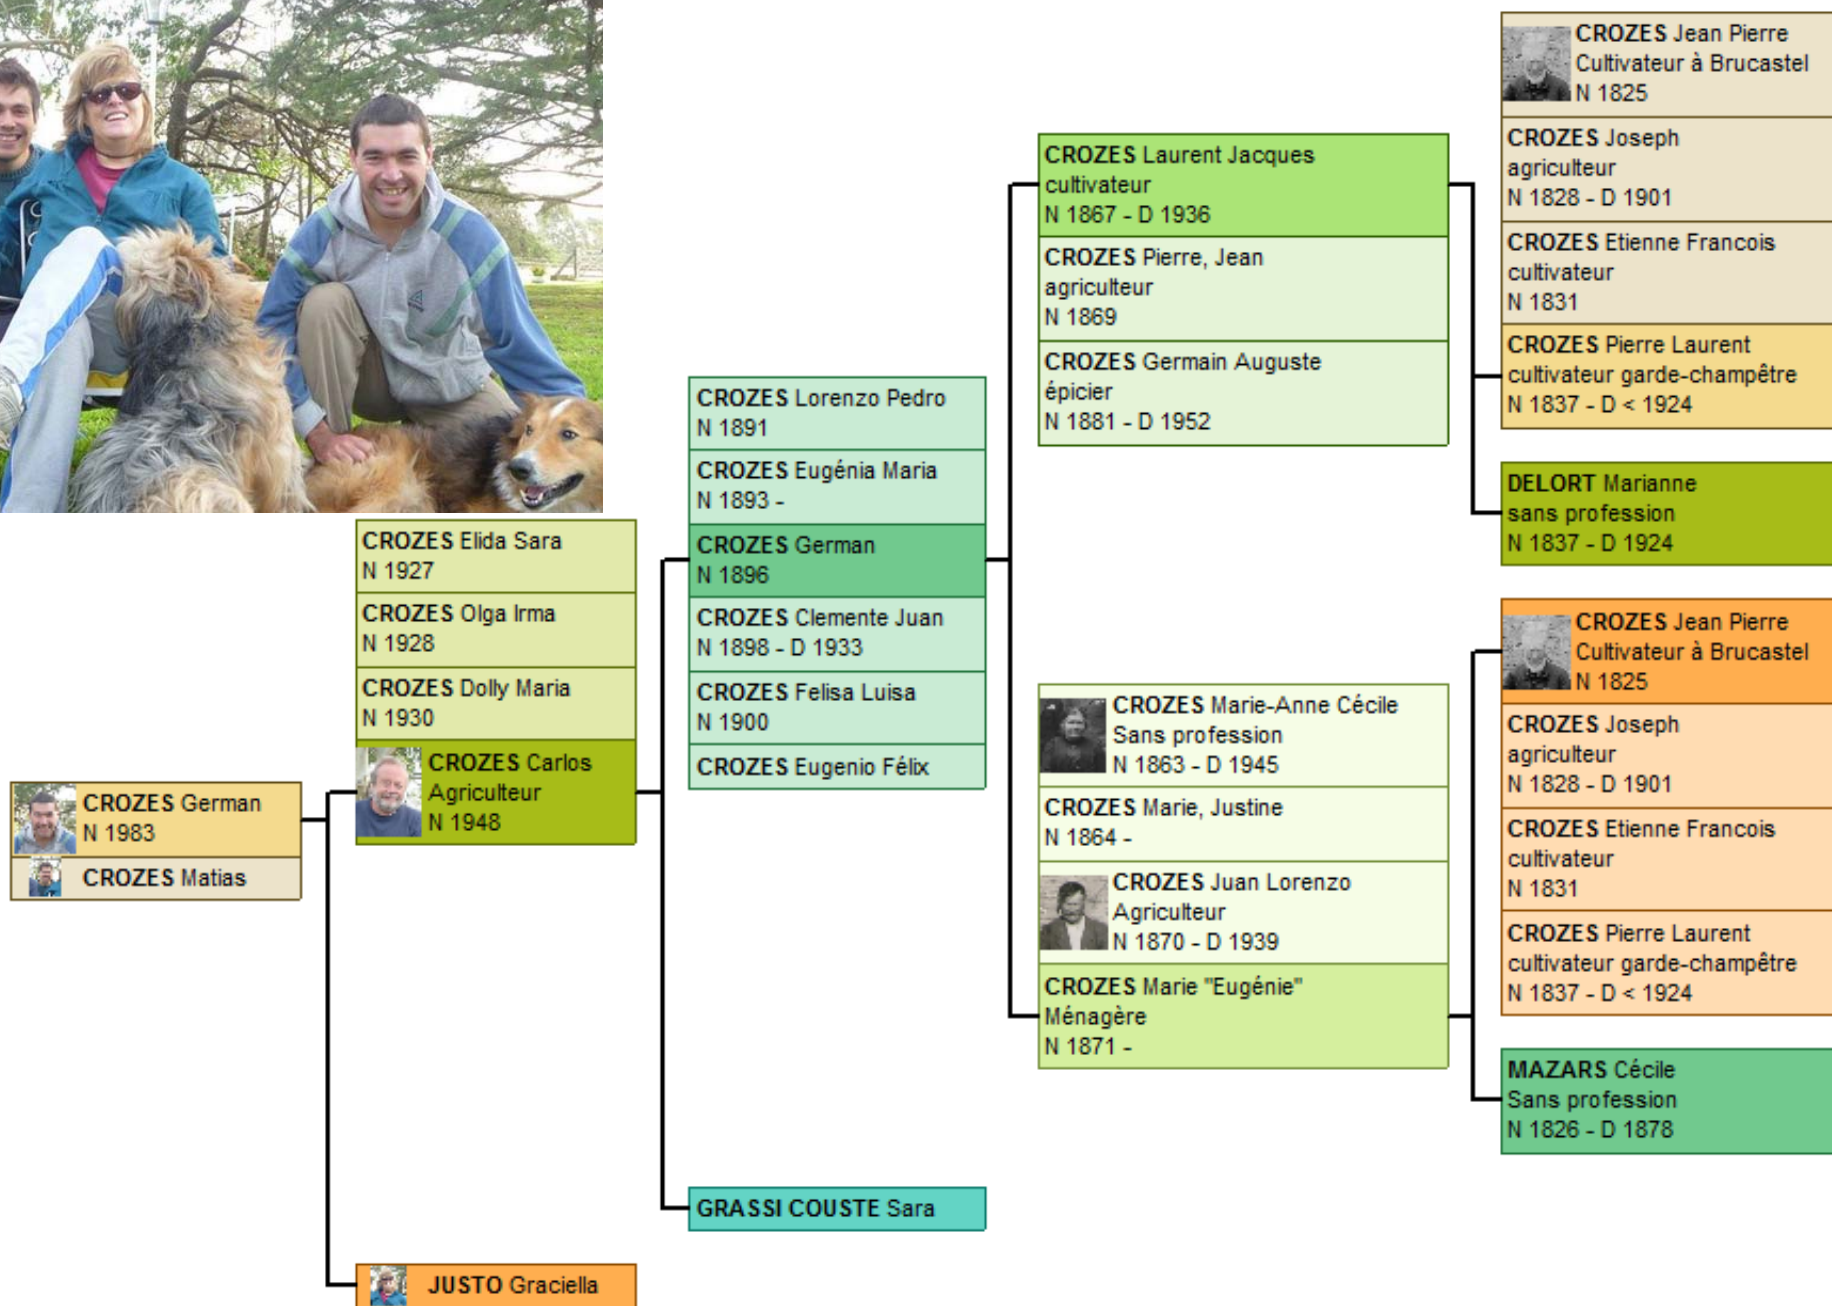 CROZES German
N 1983
CROZES Matias
CROZES Elida Sara
N 1927
CROZES Olga Irma
N 1928
CROZES Dolly Maria
N 1930
CROZES Carlos
Agriculteur
N 1948
JUSTO Graciella
CROZES Lorenzo Pedro
N 1891
CROZES Eugénia Maria
N 1893 -
CROZES German
N 1896
CROZES Clemente Juan
N 1898 - D 1933
CROZES Felisa Luisa
N 1900
CROZES Eugenio Félix
GRASSI COUSTE Sara
CROZES Laurent Jacques
cultivateur
N 1867 - D 1936
CROZES Pierre, Jean
agriculteur
N 1869
CROZES Germain Auguste
épicier
N 1881 - D 1952
CROZES Marie-Anne Cécile
Sans profession
N 1863 - D 1945
CROZES Marie, Justine
N 1864 -
CROZES Juan Lorenzo
Agriculteur
N 1870 - D 1939
CROZES Marie "Eugénie"
Ménagère
N 1871 -
CROZES Jean Pierre
Cultivateur à Brucastel
N 1825
CROZES Joseph
agriculteur
N 1828 - D 1901
CROZES Etienne Francois
cultivateur
N 1831
CROZES Pierre Laurent
cultivateur garde-champêtre
N 1837 - D < 1924
DELORT Marianne
sans profession
N 1837 - D 1924
CROZES Jean Pierre
Cultivateur à Brucastel
N 1825
CROZES Joseph
agriculteur
N 1828 - D 1901
CROZES Etienne Francois
cultivateur
N 1831
CROZES Pierre Laurent
cultivateur garde-champêtre
N 1837 - D < 1924
MAZARS Cécile
Sans profession
N 1826 - D 1878